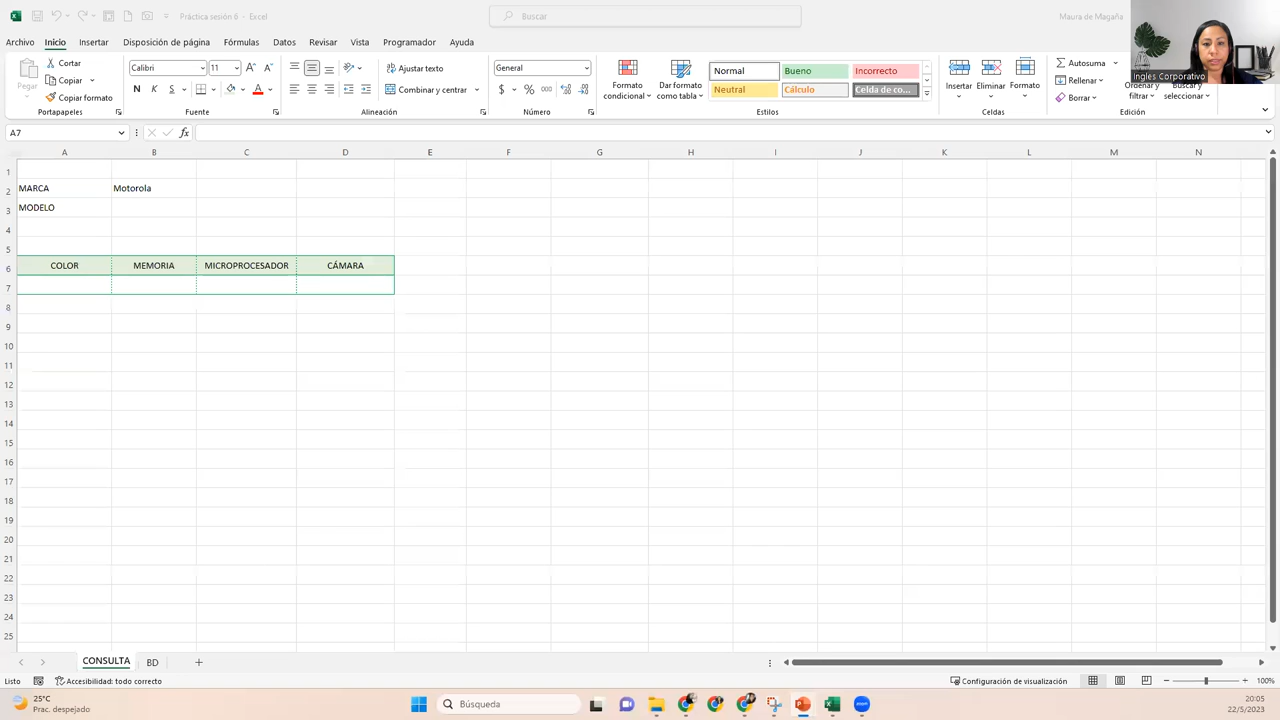 Práctica sesión 6 - Excel
Buscar
Maura de Magaña
Archivo Inicio Insertar Disposición de página Fórmulas Datos Revisar Vista Programador Ayuda
Ingles Corporativo
Pegar
Cortar
Copiar
Copiar formato
Portapapeles
Calibri 11
N K S
Fuente
Ajustar texto
Combinar y centrar
Alineación
General
$ % 000
Número
Formato condicional
Dar formato como tabla
Normal Bueno Incorrecto
Neutral Cálculo Celda de co...
Estilos
Insertar Eliminar Formato
Celdas
Autosuma
Rellenar
Borrar
Ordenar y filtrar
Buscar y seleccionar
Edición
A7 fx
A B C D E F G H I J K L M N
1
2 MARCA Motorola
3 MODELO
4
5
6 COLOR MEMORIA MICROPROCESADOR CÁMARA
7
8
9
10
11
12
13
14
15
16
17
18
19
20
21
22
23
24
25
CONSULTA BD
Listo Accesibilidad: todo correcto Configuración de visualización 100%
25°C
Prac. despejado
Búsqueda
zoom
20:05
22/5/2023